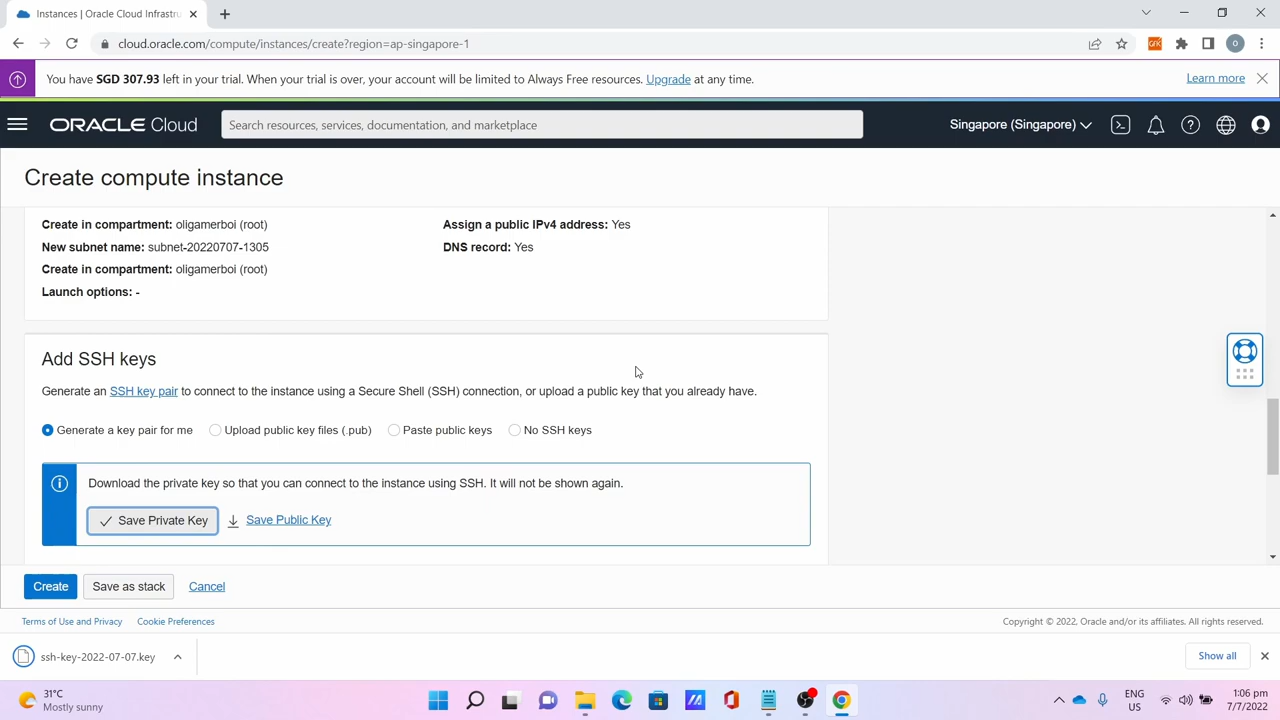 Instances | Oracle Cloud Infrastru
cloud.oracle.com/compute/instances/create?region=ap-singapore-1
You have SGD 307.93 left in your trial. When your trial is over, your account will be limited to Always Free resources. Upgrade at any time.
Learn more
ORACLE Cloud
Search resources, services, documentation, and marketplace
Singapore (Singapore)
Create compute instance
Create in compartment: oligamerboi (root)
Assign a public IPv4 address: Yes
New subnet name: subnet-20220707-1305
DNS record: Yes
Create in compartment: oligamerboi (root)
Launch options: -
Add SSH keys
Generate an SSH key pair to connect to the instance using a Secure Shell (SSH) connection, or upload a public key that you already have.
Generate a key pair for me
Upload public key files (.pub)
Paste public keys
No SSH keys
Download the private key so that you can connect to the instance using SSH. It will not be shown again.
Save Private Key
Save Public Key
Create
Save as stack
Cancel
Terms of Use and Privacy
Cookie Preferences
Copyright © 2022, Oracle and/or its affiliates. All rights reserved.
ssh-key-2022-07-07.key
Show all
31°C
Mostly sunny
ENG
US
1:06 pm
7/7/2022